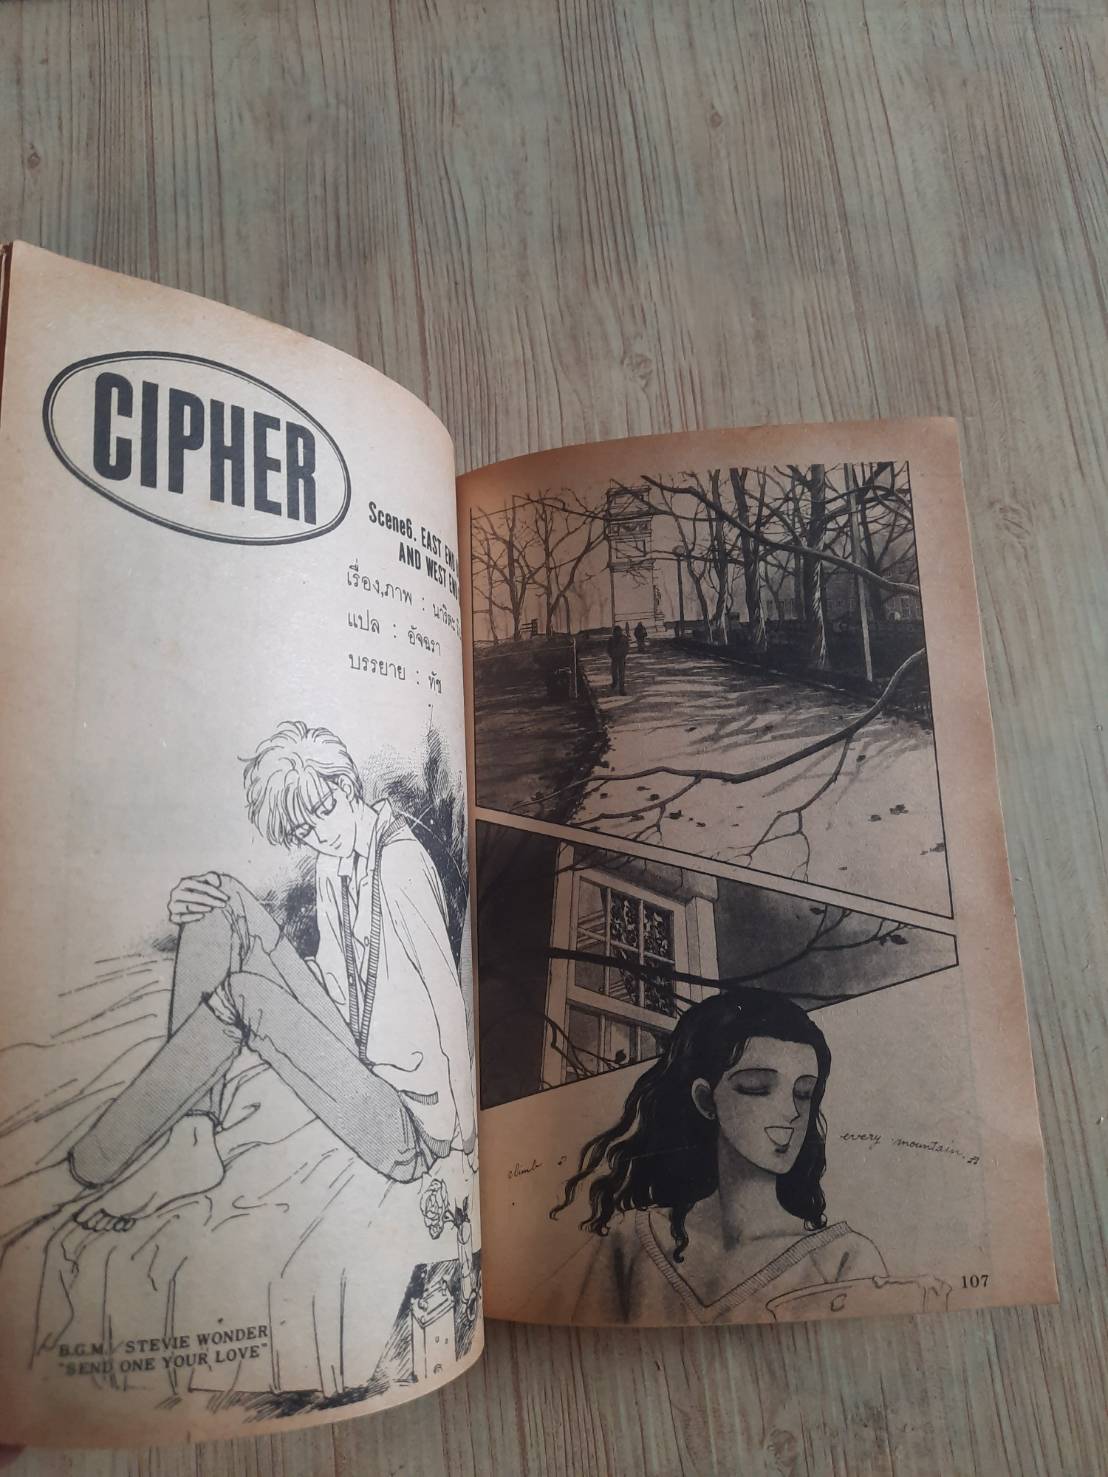 CIPHER
Scene6. EAST END
AND WEST END
เรื่อง,ภาพ : นาริตะ
แปล : อัจฉรา
บรรยาย : ทัช
B.G.M. STEVIE WONDER
"SEND ONE YOUR LOVE"
climb ♫
every mountain. ♫
107